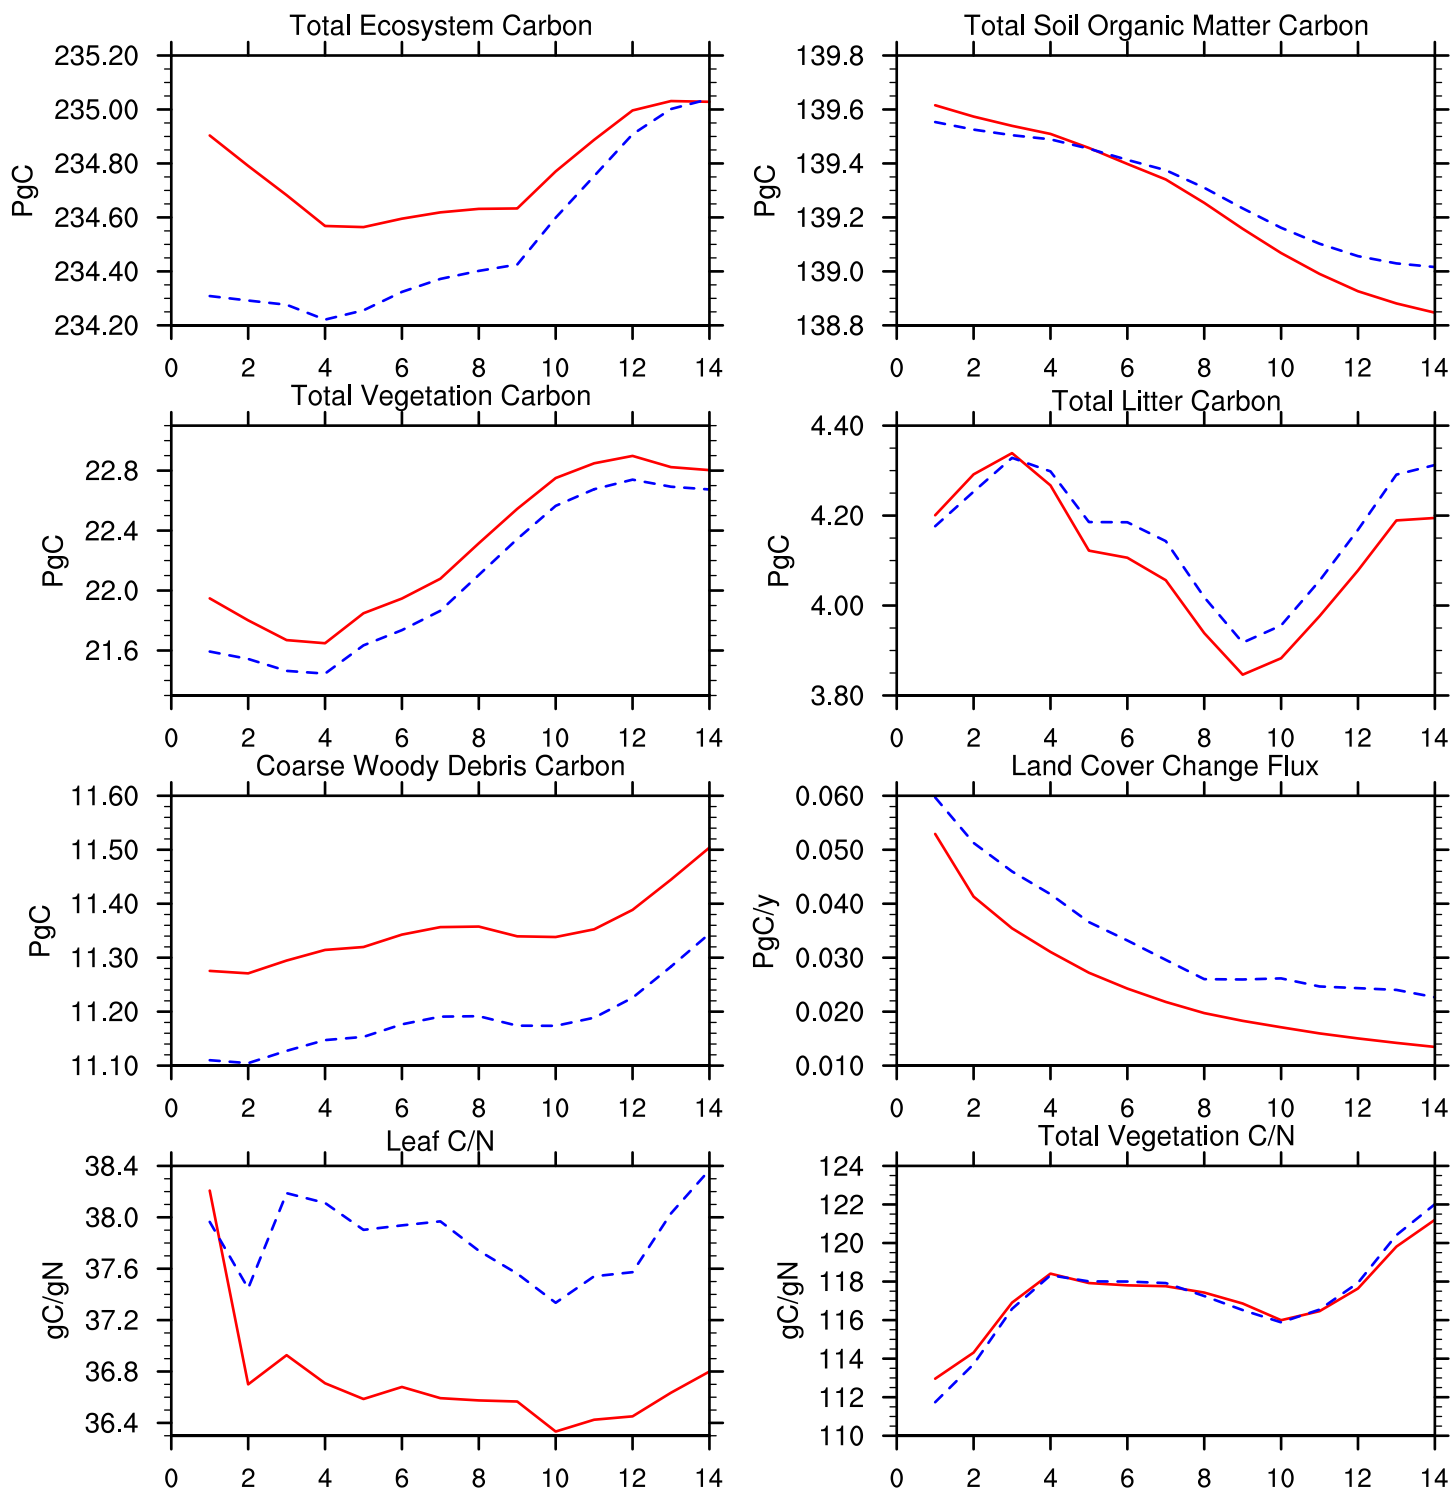 Total Ecosystem Carbon
235.20
235.00
234.80
234.60
234.40
234.20
PgC
0 2 4 6 8 10 12 14
Total Soil Organic Matter Carbon
139.8
139.6
139.4
139.2
139.0
138.8
PgC
0 2 4 6 8 10 12 14
Total Vegetation Carbon
22.8
22.4
22.0
21.6
PgC
0 2 4 6 8 10 12 14
Total Litter Carbon
4.40
4.20
4.00
3.80
PgC
0 2 4 6 8 10 12 14
Coarse Woody Debris Carbon
11.60
11.50
11.40
11.30
11.20
11.10
PgC
0 2 4 6 8 10 12 14
Land Cover Change Flux
0.060
0.050
0.040
0.030
0.020
0.010
PgC/y
0 2 4 6 8 10 12 14
Leaf C/N
38.4
38.0
37.6
37.2
36.8
36.4
gC/gN
0 2 4 6 8 10 12 14
Total Vegetation C/N
124
122
120
118
116
114
112
110
gC/gN
0 2 4 6 8 10 12 14